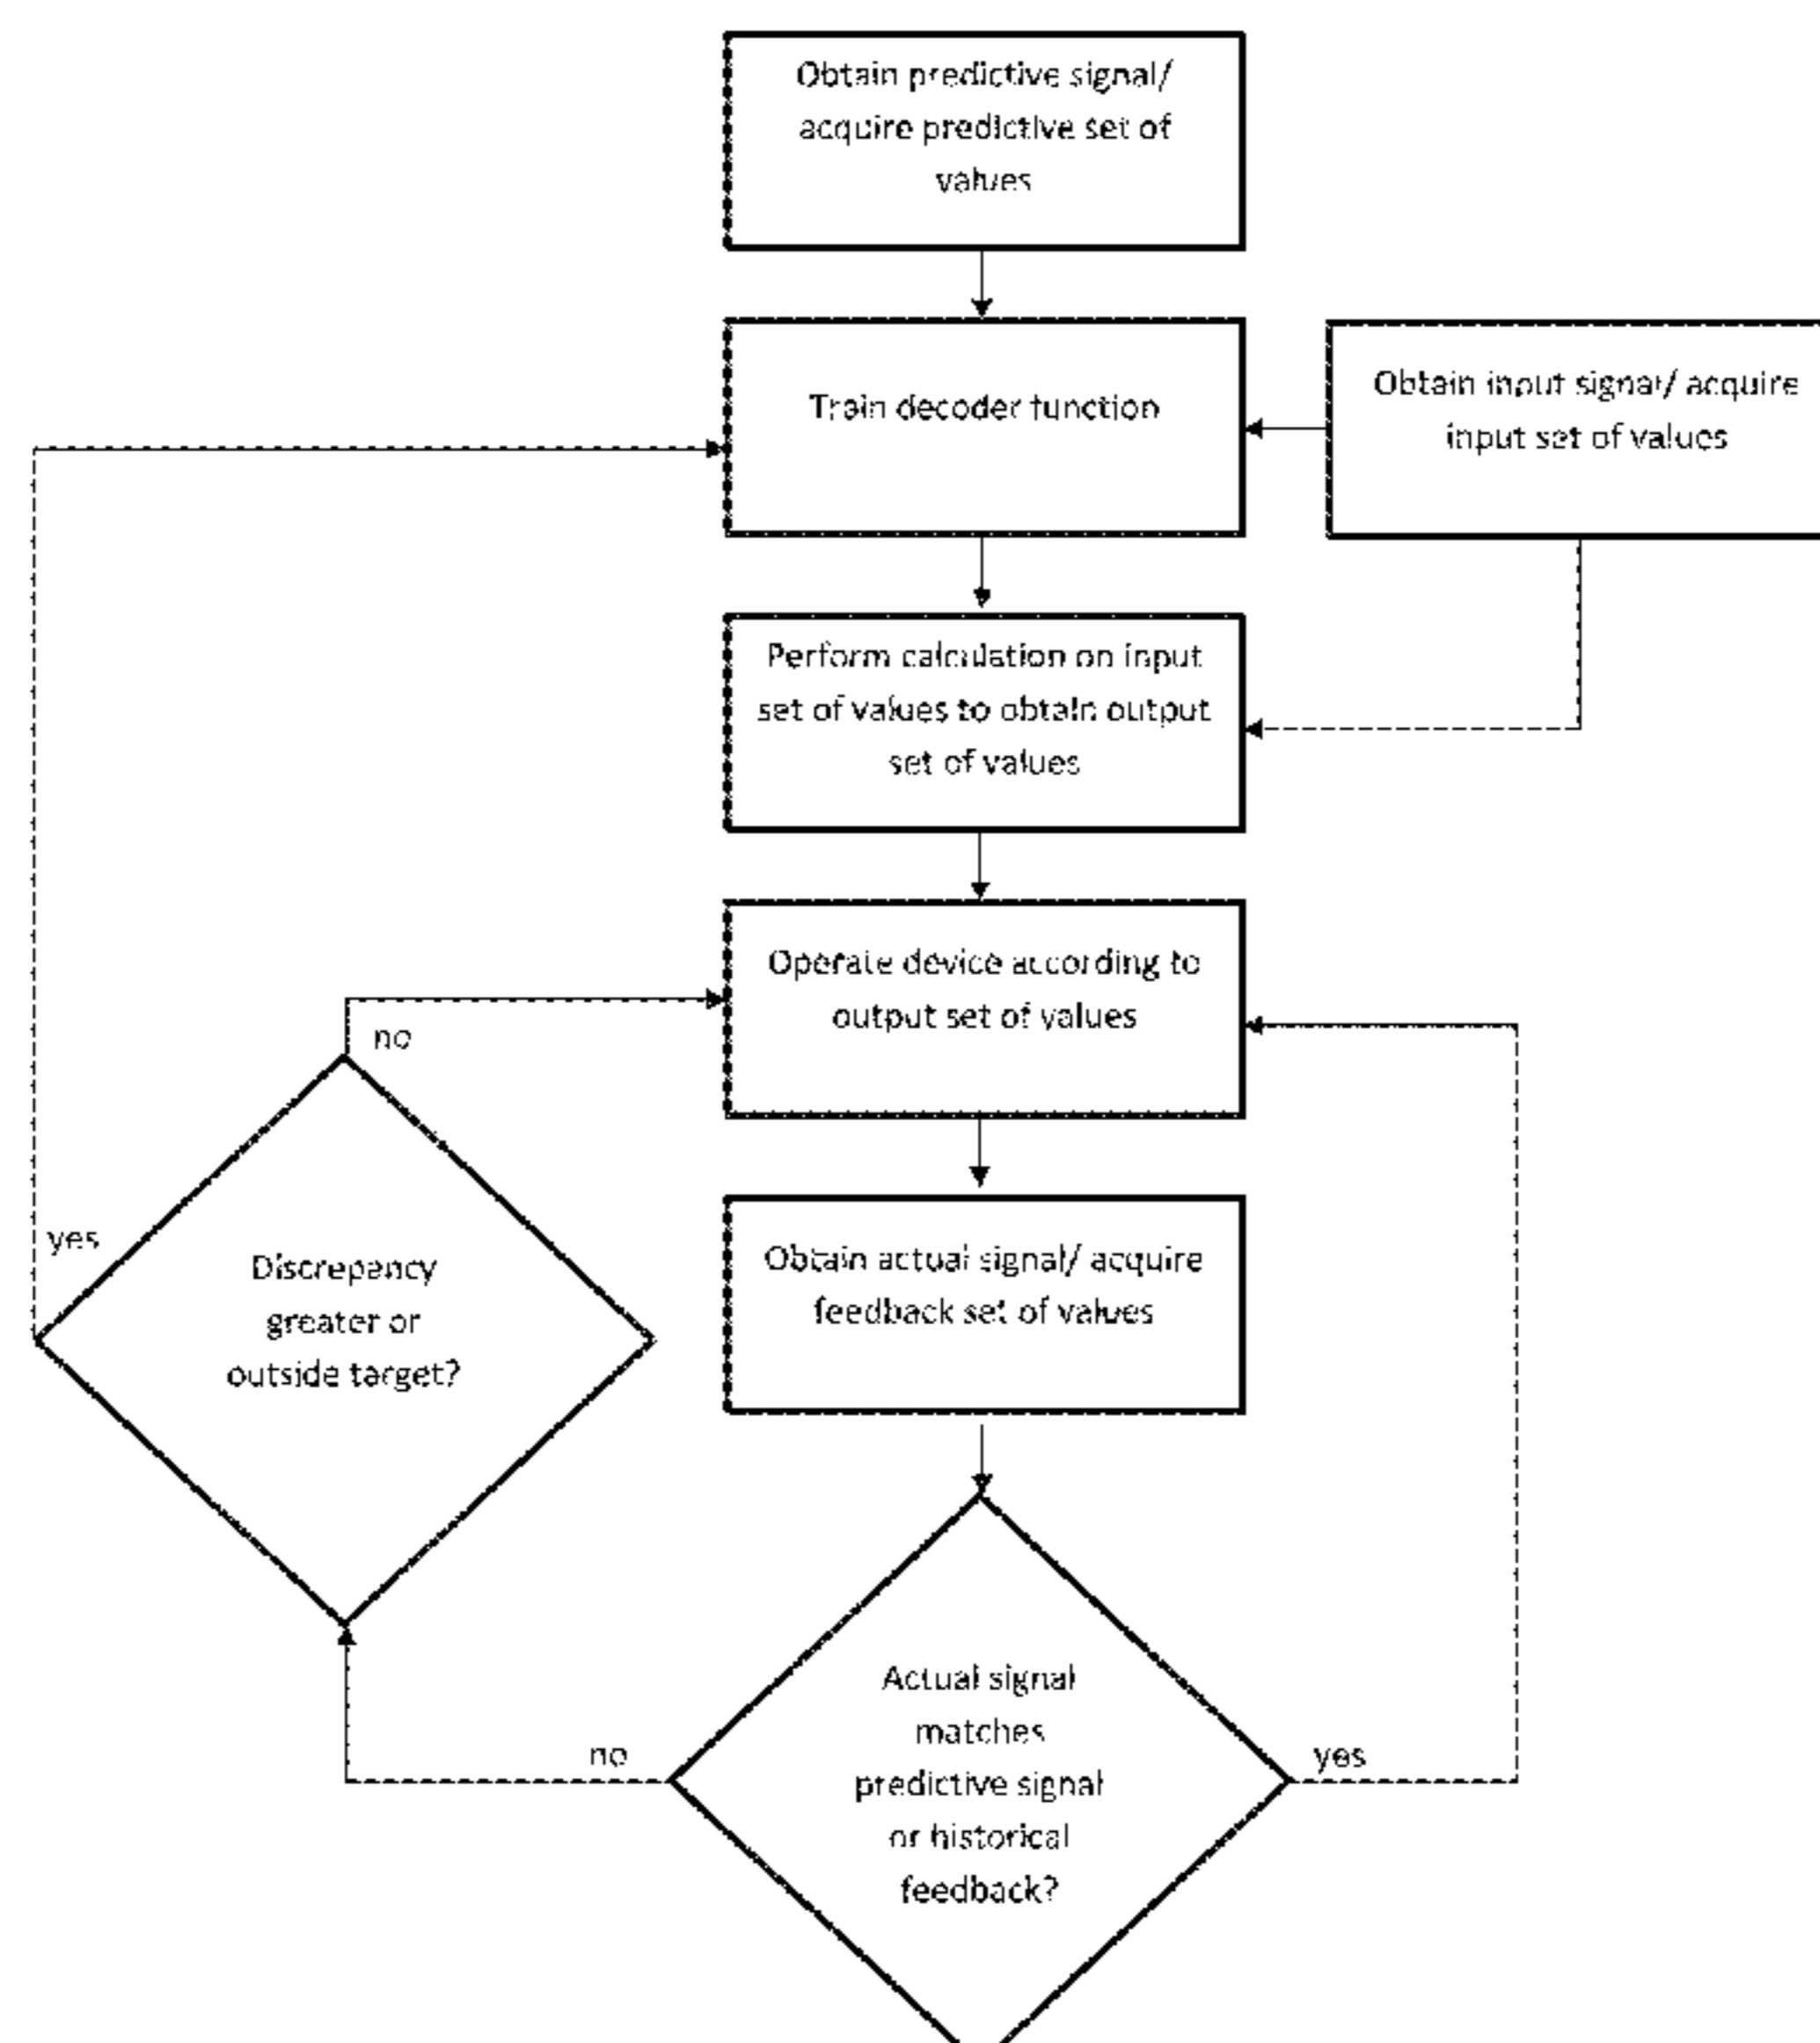 Obtain predictive signal/
acquire predictive set of
values
Train decoder function
Obtain input signal/ acquire
input set of values
Perform calculation on input
set of values to obtain output
set of values
Operate device according to
output set of values
no
yes
Discrepancy
greater or
outside target?
Obtain actual signal/ acquire
feedback set of values
no
Actual signal
matches
predictive signal
or historical
feedback?
yes